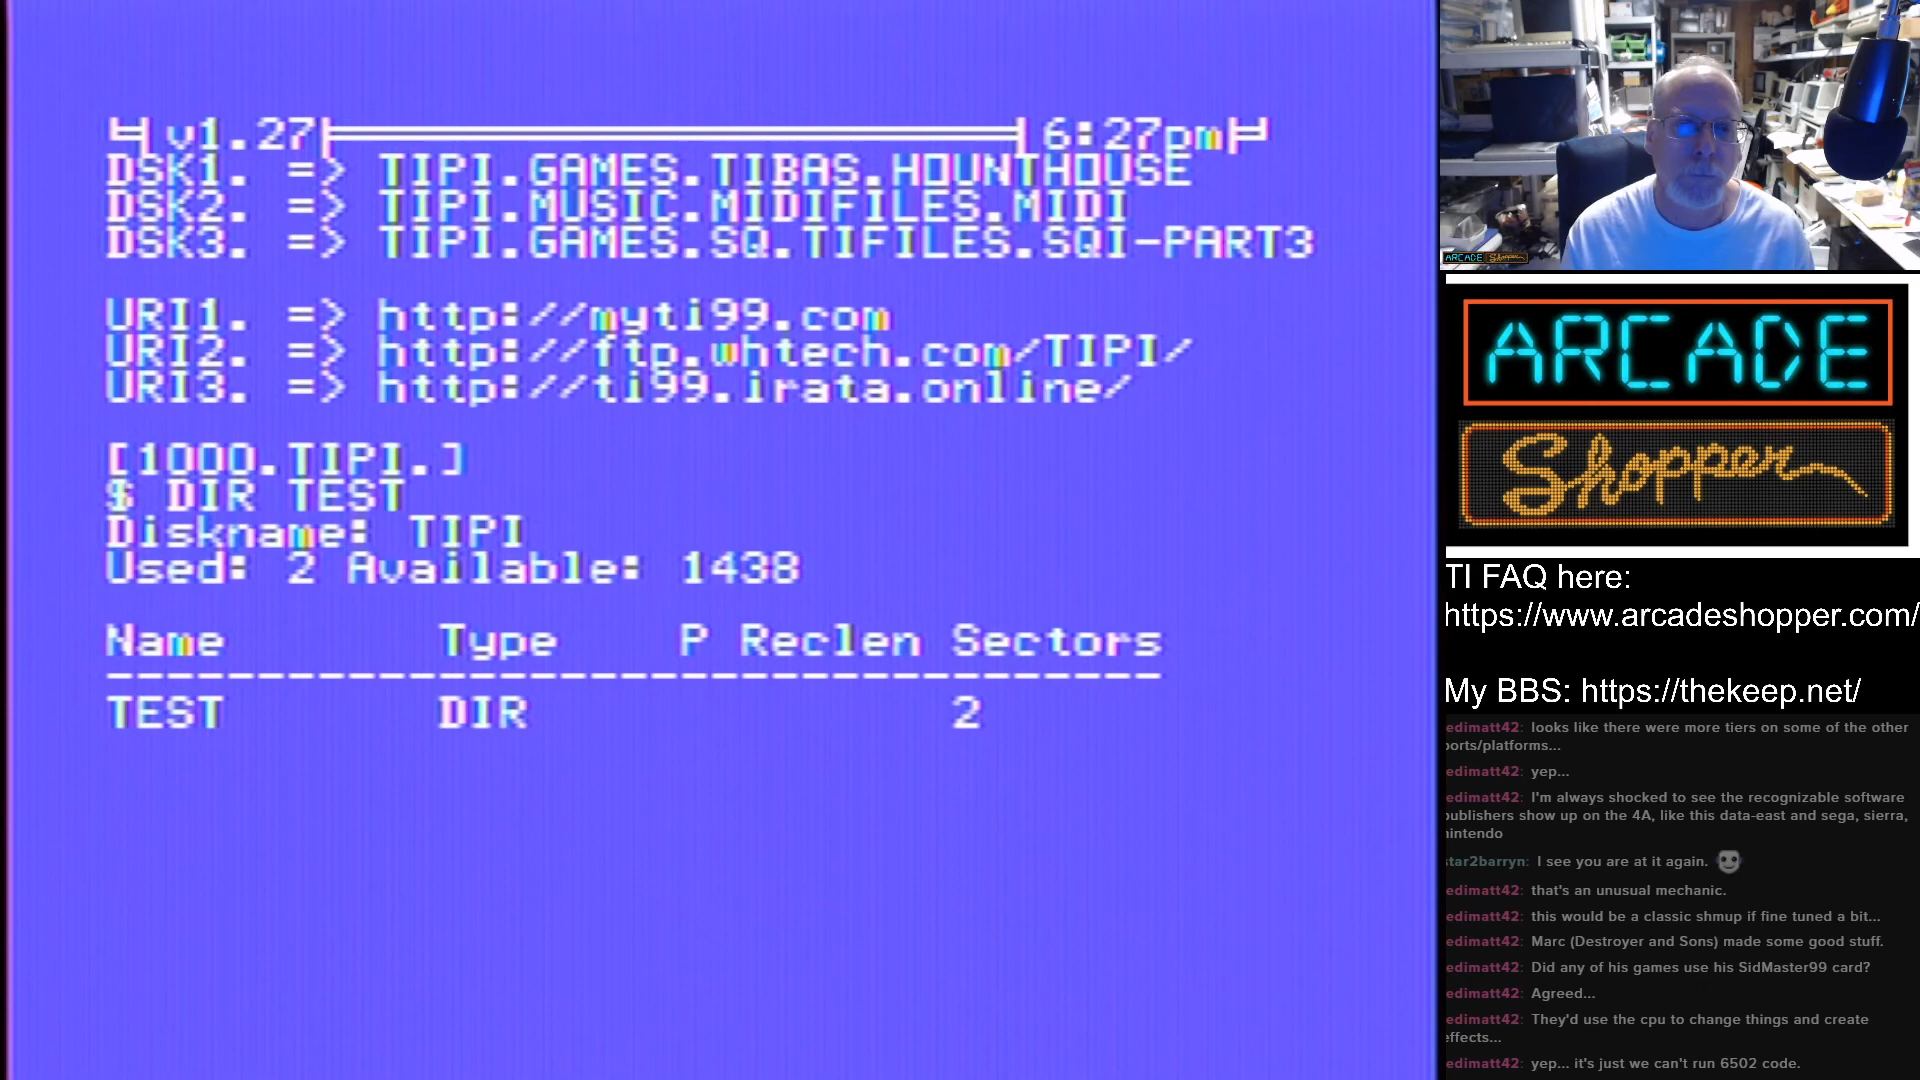 v1.27 6:27pm
DSK1. => TIPI.GAMES.TIBAS.HOUNTHOUSE
DSK2. => TIPI.MUSIC.MIDIFILES.MIDI
DSK3. => TIPI.GAMES.SQ.TIFILES.SQI-PART3
URI1. => http://myti99.com
URI2. => http://ftp.whtech.com/TIPI/
URI3. => http://ti99.irata.online/
[1000.TIPI.]
$ DIR TEST
Diskname: TIPI
Used: 2 Available: 1438
Name Type P Reclen Sectors
TEST DIR 2
ARCADE Shopper
ARCADE
Shopper
TI FAQ here:
https://www.arcadeshopper.com/
My BBS: https://thekeep.net/
edimatt42: looks like there were more tiers on some of the other
ports/platforms...
edimatt42: yep...
edimatt42: I'm always shocked to see the recognizable software
publishers show up on the 4A, like this data-east and sega, sierra,
nintendo
star2barryn: I see you are at it again.
edimatt42: that's an unusual mechanic.
edimatt42: this would be a classic shmup if fine tuned a bit...
edimatt42: Marc (Destroyer and Sons) made some good stuff.
edimatt42: Did any of his games use his SidMaster99 card?
edimatt42: Agreed...
edimatt42: They'd use the cpu to change things and create
effects...
edimatt42: yep... it's just we can't run 6502 code.